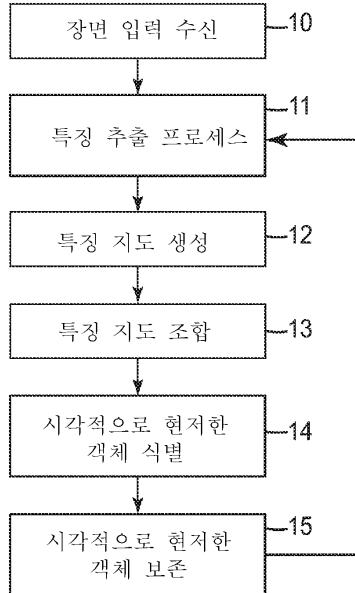 장면 입력 수신
10
특징 추출 프로세스
11
특징 지도 생성
12
특징 지도 조합
13
시각적으로 현저한
객체 식별
14
시각적으로 현저한
객체 보존
15